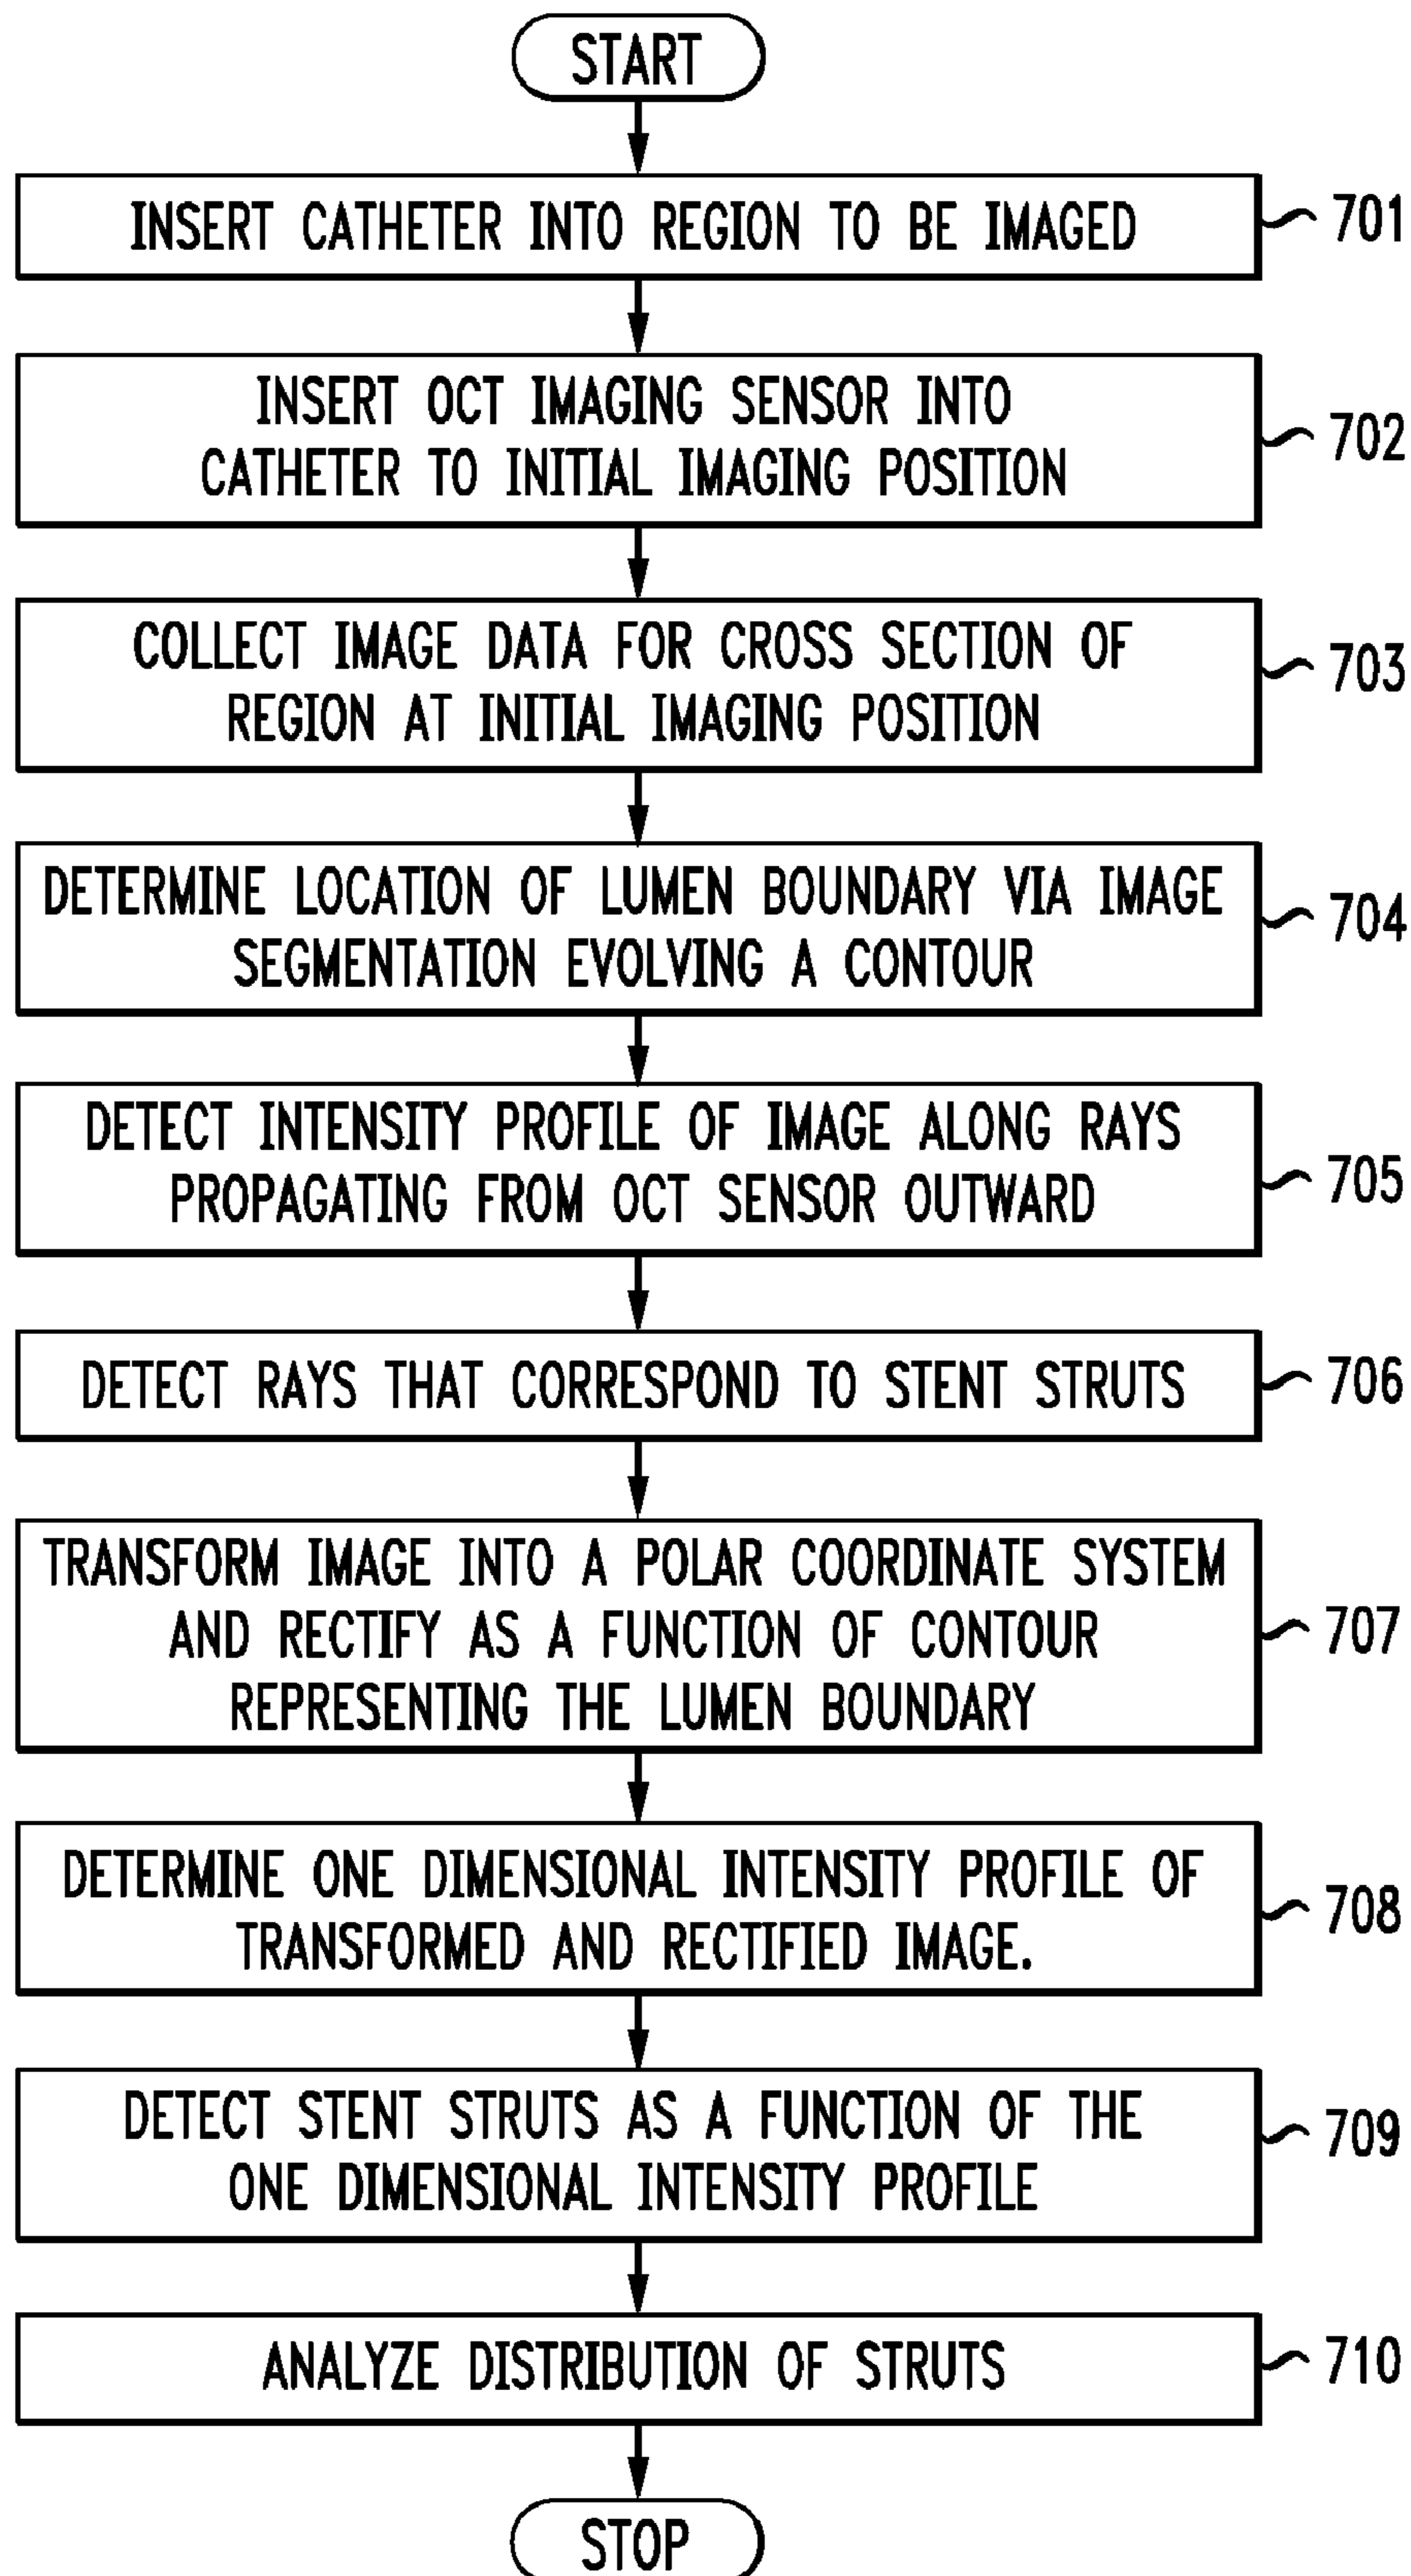 START
INSERT CATHETER INTO REGION TO BE IMAGED
701
INSERT OCT IMAGING SENSOR INTO
CATHETER TO INITIAL IMAGING POSITION
702
COLLECT IMAGE DATA FOR CROSS SECTION OF
REGION AT INITIAL IMAGING POSITION
703
DETERMINE LOCATION OF LUMEN BOUNDARY VIA IMAGE
SEGMENTATION EVOLVING A CONTOUR
704
DETECT INTENSITY PROFILE OF IMAGE ALONG RAYS
PROPAGATING FROM OCT SENSOR OUTWARD
705
DETECT RAYS THAT CORRESPOND TO STENT STRUTS
706
TRANSFORM IMAGE INTO A POLAR COORDINATE SYSTEM
AND RECTIFY AS A FUNCTION OF CONTOUR
REPRESENTING THE LUMEN BOUNDARY
707
DETERMINE ONE DIMENSIONAL INTENSITY PROFILE OF
TRANSFORMED AND RECTIFIED IMAGE.
708
DETECT STENT STRUTS AS A FUNCTION OF THE
ONE DIMENSIONAL INTENSITY PROFILE
709
ANALYZE DISTRIBUTION OF STRUTS
710
STOP